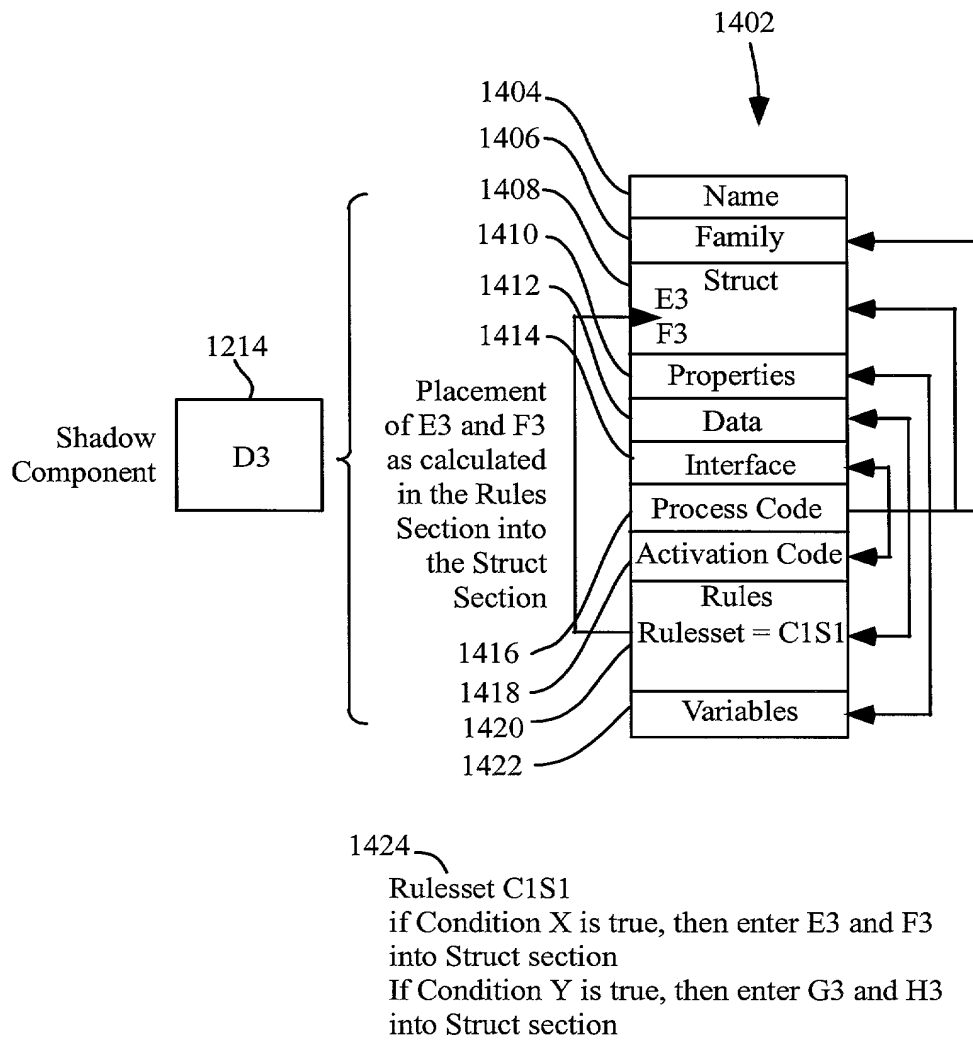 1402
1404
1406
1408
1410
1412
1414
Name
Family
Struct
E3
F3
Properties
Data
Interface
Process Code
Activation Code
Rules
Rulesset = C1S1
Variables
1214
Shadow
Component
D3
Placement
of E3 and F3
as calculated
in the Rules
Section into
the Struct
Section
1416
1418
1420
1422
1424
Rulesset C1S1
if Condition X is true, then enter E3 and F3
into Struct section
If Condition Y is true, then enter G3 and H3
into Struct section